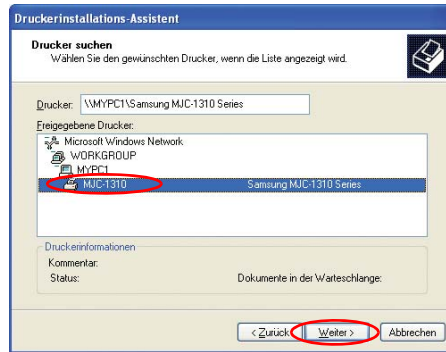 Druckerinstallations-Assistent
Drucker suchen
Wählen Sie den gewünschten Drucker, wenn die Liste angezeigt wird.
Drucker: \\MYPC1\Samsung MJC-1310 Series
Freigegebene Drucker:
Microsoft Windows Network
WORKGROUP
MYPC1
MJC-1310 Samsung MJC-1310 Series
Druckerinformationen
Kommentar:
Status: Dokumente in der Warteschlange:
< Zurück Weiter > Abbrechen